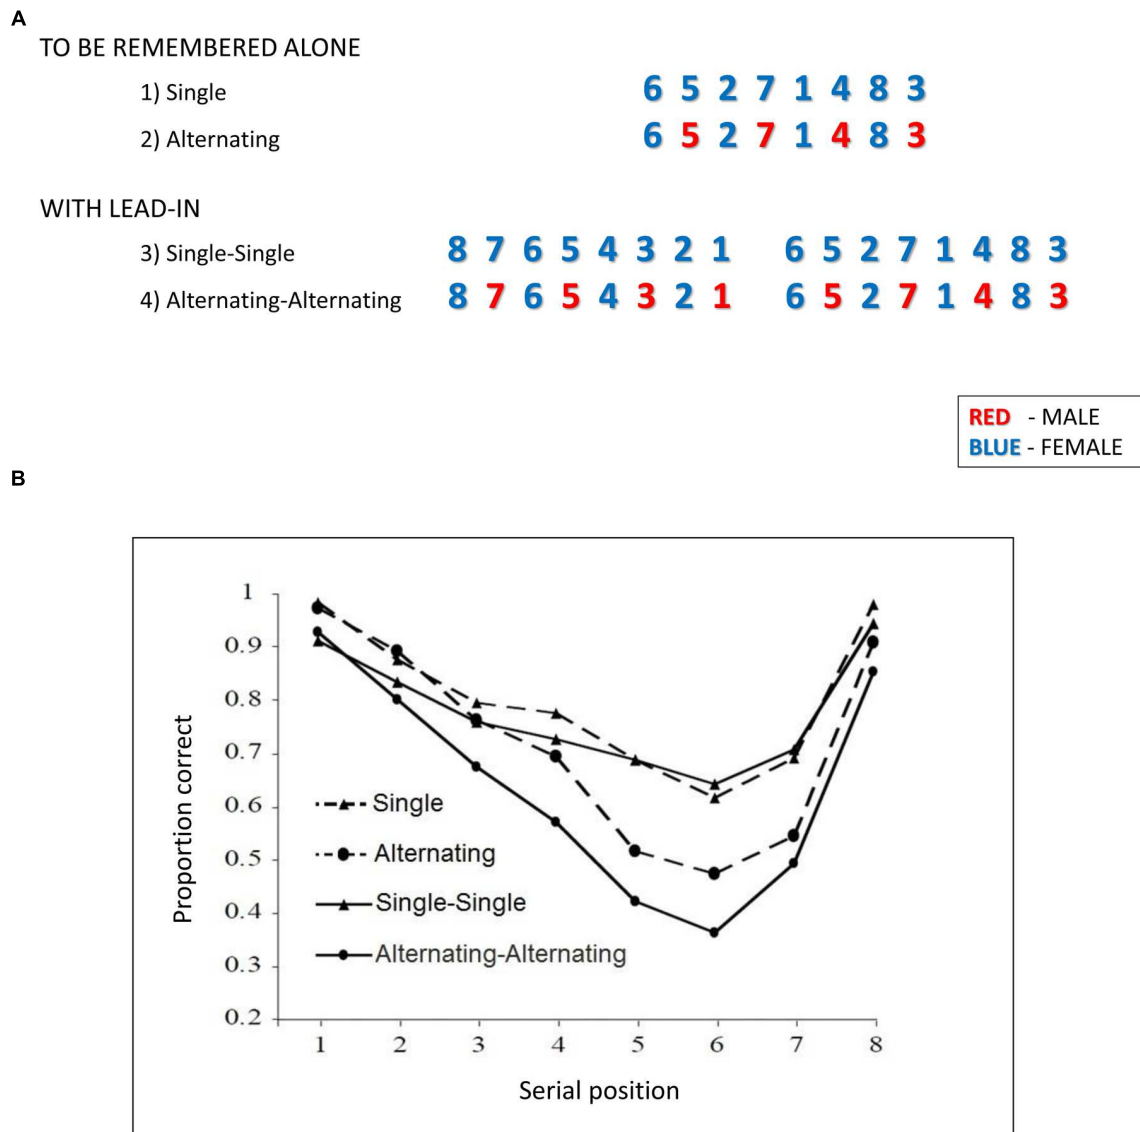 A
TO BE REMEMBERED ALONE
1) Single 6 5 2 7 1 4 8 3
2) Alternating 6 5 2 7 1 4 8 3
WITH LEAD-IN
3) Single-Single 8 7 6 5 4 3 2 1 6 5 2 7 1 4 8 3
4) Alternating-Alternating 8 7 6 5 4 3 2 1 6 5 2 7 1 4 8 3
RED - MALE
BLUE - FEMALE
B
Proportion correct
1
0.9
0.8
0.7
0.6
0.5
0.4
0.3
0.2
Single
Alternating
Single-Single
Alternating-Alternating
1 2 3 4 5 6 7 8
Serial position